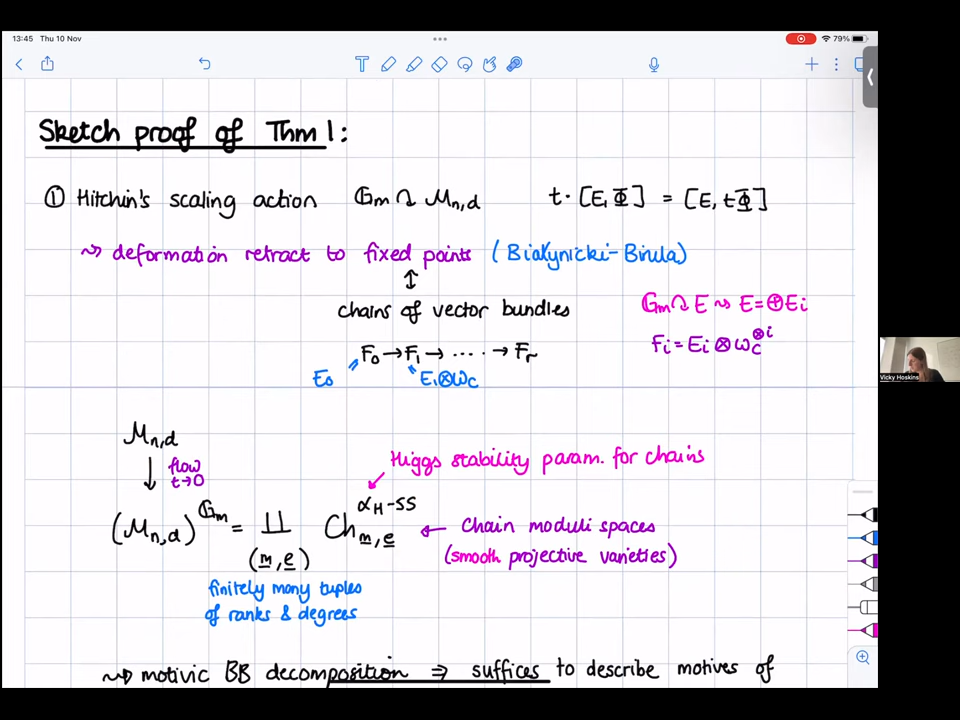 13:45 Thu 10 Nov
79%
Sketch proof of Thm 1:
① Hitchin's scaling action 𝔾m ↷ ℳn,d t · [E, Φ] = [E, tΦ]
⇝ deformation retract to fixed points (Białynicki-Birula)
↕
chains of vector bundles
𝔾m ↷ E ⇝ E = ⊕Ei
Fi = Ei ⊗ ωC^⊗i
F0 → F1 → .... → Fr
E0 E1⊗ωC
Vicky Hoskins
ℳn,d
↓ flow t→0
Higgs stability param. for chains
(ℳn,d)^𝔾m = ⨿(m,e) Ch m,e ^αH-ss ← Chain moduli spaces
(smooth projective varieties)
finitely many tuples
of ranks & degrees
⇝ motivic BB decomposition ⇒ suffices to describe motives of